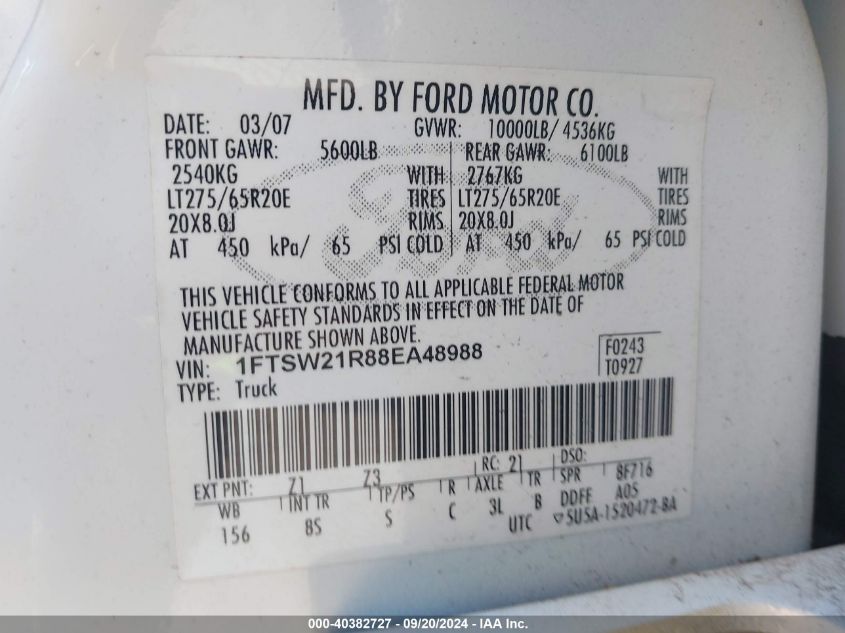 MFD. BY FORD MOTOR CO.
DATE: 03/07 GVWR: 10000LB/ 4536KG
FRONT GAWR: 5600LB REAR GAWR: 6100LB
2540KG WITH 2767KG WITH
LT275/65R20E TIRES LT275/65R20E TIRES
20X8.0J RIMS 20X8.0J RIMS
AT 450 kPa/ 65 PSI COLD AT 450 kPa/ 65 PSI COLD
Ford
THIS VEHICLE CONFORMS TO ALL APPLICABLE FEDERAL MOTOR
VEHICLE SAFETY STANDARDS IN EFFECT ON THE DATE OF
MANUFACTURE SHOWN ABOVE.
VIN: 1FTSW21R88EA48988 F0243
TYPE: Truck T0927
EXT PNT: Z1 Z3 RC: 21 DSO:
WB INT TR TP/PS R AXLE TR SPR 8F716
156 8S S C 3L B DDFF A05
UTC 5U5A-1520472-BA
000-40382727 - 09/20/2024 - IAA Inc.